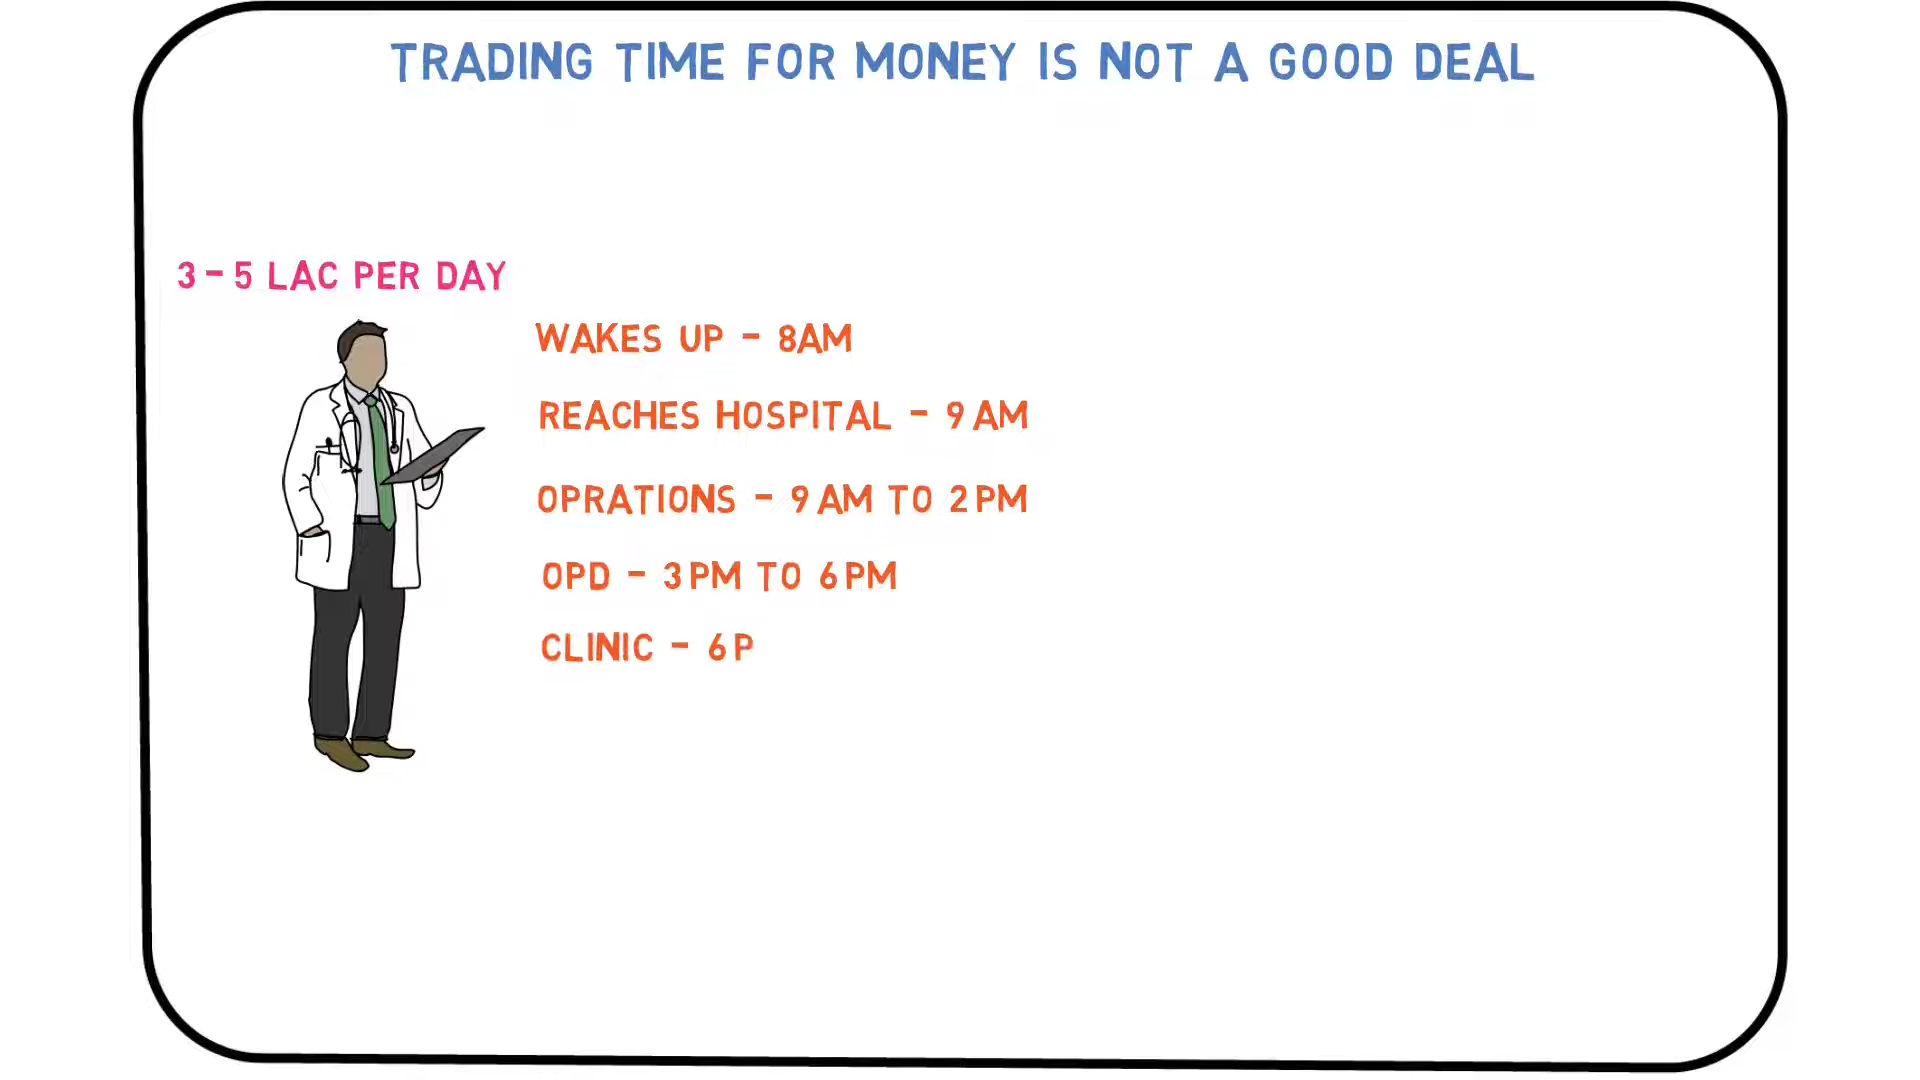 TRADING TIME FOR MONEY IS NOT A GOOD DEAL
3 - 5 LAC PER DAY
WAKES UP - 8AM
REACHES HOSPITAL - 9 AM
OPRATIONS - 9 AM TO 2 PM
OPD - 3 PM TO 6 PM
CLINIC - 6 P